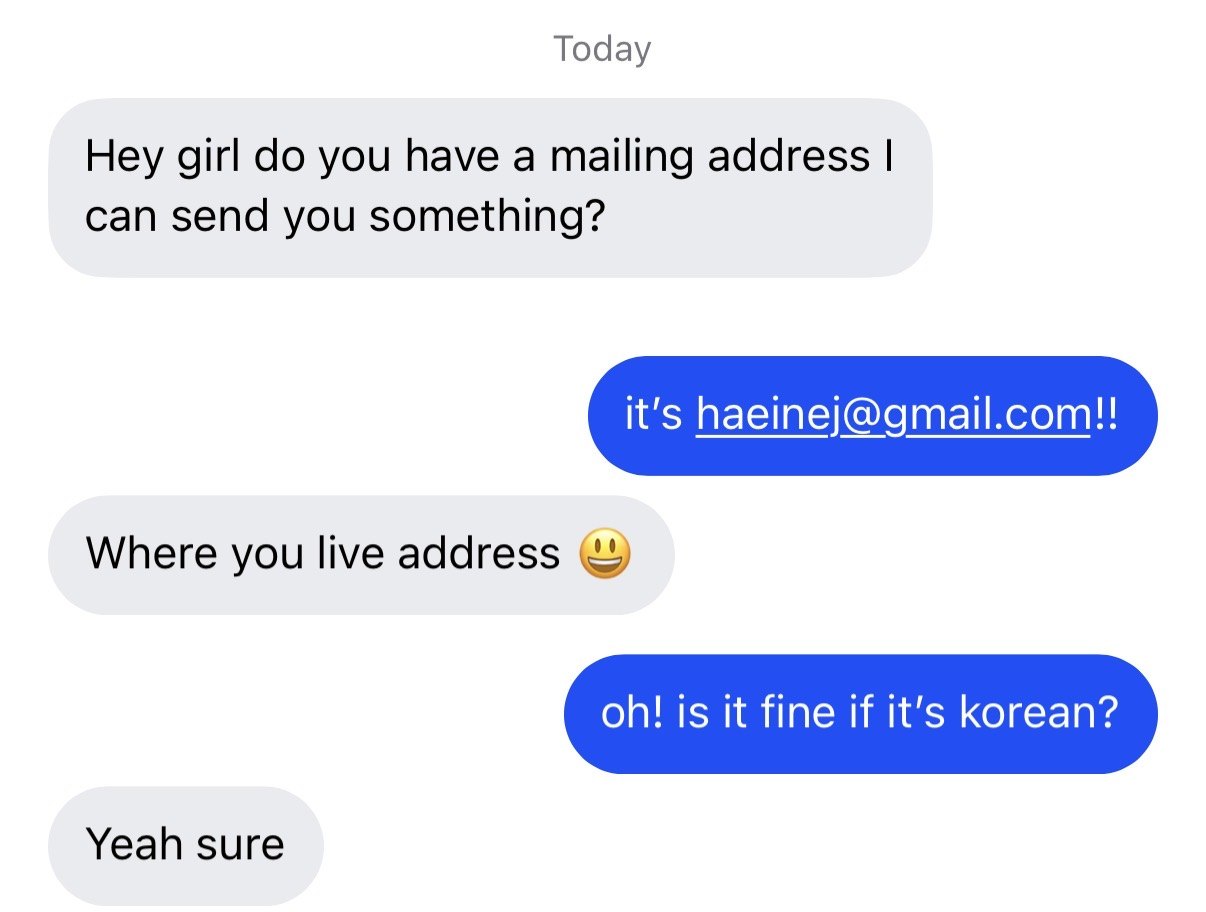 Today
Hey girl do you have a mailing address I
can send you something?
it’s haeinej@gmail.com!!
Where you live address 😃
oh! is it fine if it’s korean?
Yeah sure